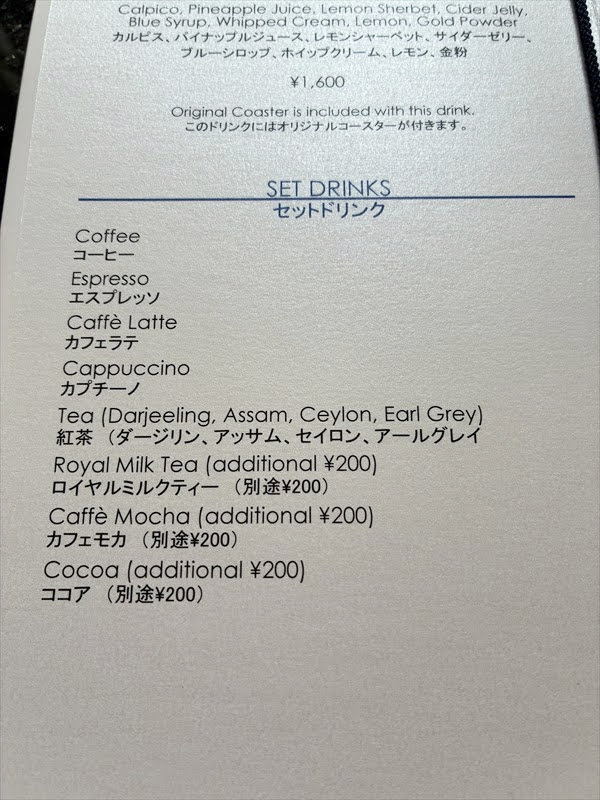 Calpico, Pineapple Juice, Lemon Sherbet, Cider Jelly,
Blue Syrup, Whipped Cream, Lemon, Gold Powder
カルピス、パイナップルジュース、レモンシャーベット、サイダーゼリー、
ブルーシロップ、ホイップクリーム、レモン、金粉
¥1,600
Original Coaster is included with this drink.
このドリンクにはオリジナルコースターが付きます。
SET DRINKS
セットドリンク
Coffee
コーヒー
Espresso
エスプレッソ
Caffè Latte
カフェラテ
Cappuccino
カプチーノ
Tea (Darjeeling, Assam, Ceylon, Earl Grey)
紅茶 （ダージリン、アッサム、セイロン、アールグレイ
Royal Milk Tea (additional ¥200)
ロイヤルミルクティー （別途¥200）
Caffè Mocha (additional ¥200)
カフェモカ （別途¥200）
Cocoa (additional ¥200)
ココア （別途¥200）